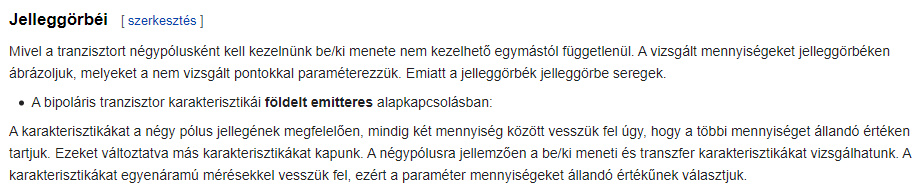 Jelleggörbéi [ szerkesztés ]
Mivel a tranzisztort négypólusként kell kezelnünk be/ki menete nem kezelhető egymástól függetlenül. A vizsgált mennyiségeket jelleggörbéken
ábrázoljuk, melyeket a nem vizsgált pontokkal paraméterezzük. Emiatt a jelleggörbék jelleggörbe seregek.
• A bipoláris tranzisztor karakterisztikái földelt emitteres alapkapcsolásban:
A karakterisztikákat a négy pólus jellegének megfelelően, mindig két mennyiség között vesszük fel úgy, hogy a többi mennyiséget állandó értéken
tartjuk. Ezeket változtatva más karakterisztikákat kapunk. A négypólusra jellemzően a be/ki meneti és transzfer karakterisztikákat vizsgálhatunk. A
karakterisztikákat egyenáramú mérésekkel vesszük fel, ezért a paraméter mennyiségeket állandó értékűnek választjuk.